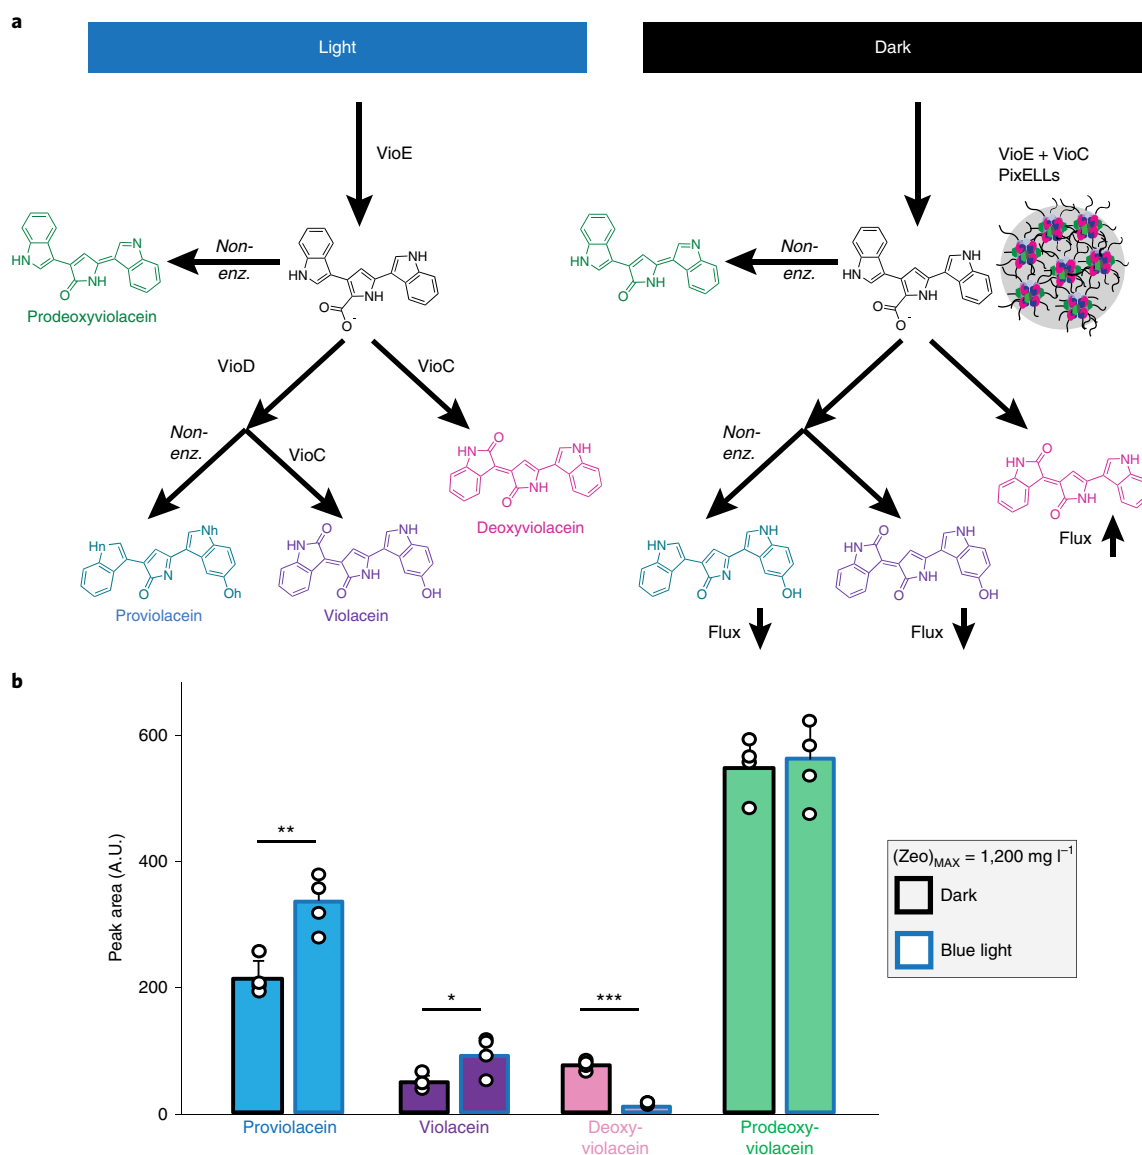 a
Light
Dark
VioE
VioE + VioC
PixELLs
Non-
enz.
Prodeoxyviolacein
HN
NH
O
N
HN
NH
NH
O
O
-
VioD
VioC
Non-
enz.
VioC
Hn
Nh
O
N
Oh
Proviolacein
HN
O
O
NH
NH
OH
Violacein
HN
O
O
NH
NH
Deoxyviolacein
Non-
enz.
HN
NH
O
N
HN
NH
NH
O
O
-
Non-
enz.
HN
NH
O
N
OH
Flux
HN
O
O
NH
NH
OH
Flux
HN
O
O
NH
NH
Flux
b
Peak area (A.U.)
600
400
200
0
**
*
***
Proviolacein
Violacein
Deoxy-
violacein
Prodeoxy-
violacein
(Zeo)MAX = 1,200 mg l−1
Dark
Blue light